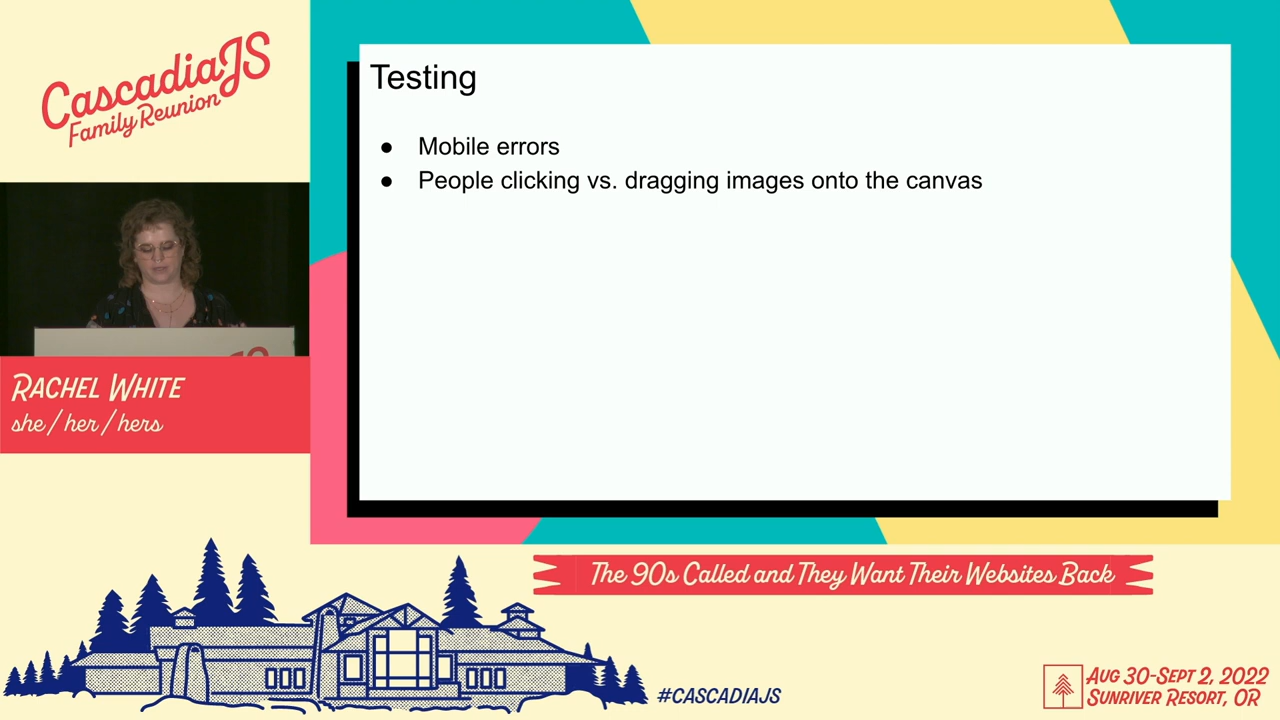 CascadiaJS
Family Reunion
Testing
● Mobile errors
● People clicking vs. dragging images onto the canvas
RACHEL WHITE
she / her / hers
The 90s Called and They Want Their Websites Back
#CASCADIAJS
AUG 30-SEPT 2, 2022
SUNRIVER RESORT, OR